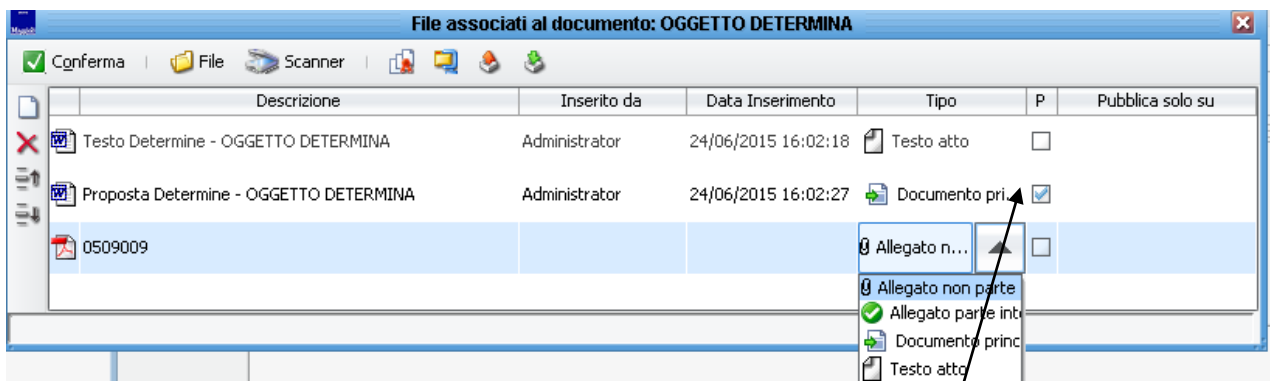 Maggioli
File associati al documento: OGGETTO DETERMINA
Conferma File Scanner
Descrizione Inserito da Data Inserimento Tipo P Pubblica solo su
Testo Determine - OGGETTO DETERMINA Administrator 24/06/2015 16:02:18 Testo atto
Proposta Determine - OGGETTO DETERMINA Administrator 24/06/2015 16:02:27 Documento pri...
0509009 Allegato n...
Allegato non parte
Allegato parte inte
Documento princ
Testo atto